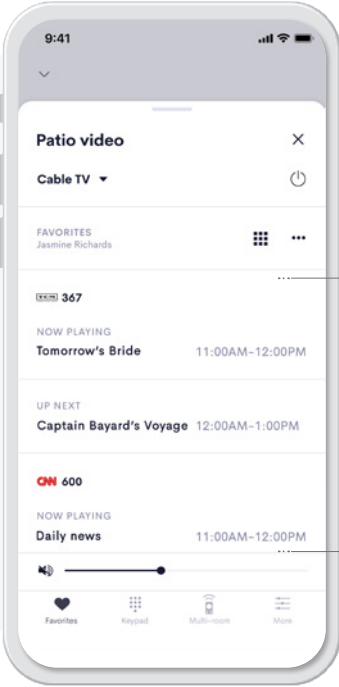 9:41
Patio video
Cable TV
FAVORITES
Jasmine Richards
367
NOW PLAYING
Tomorrow's Bride 11:00AM–12:00PM
UP NEXT
Captain Bayard's Voyage 12:00AM–1:00PM
CNN 600
NOW PLAYING
Daily news 11:00AM–12:00PM
Favorites Keypad Multi-room More